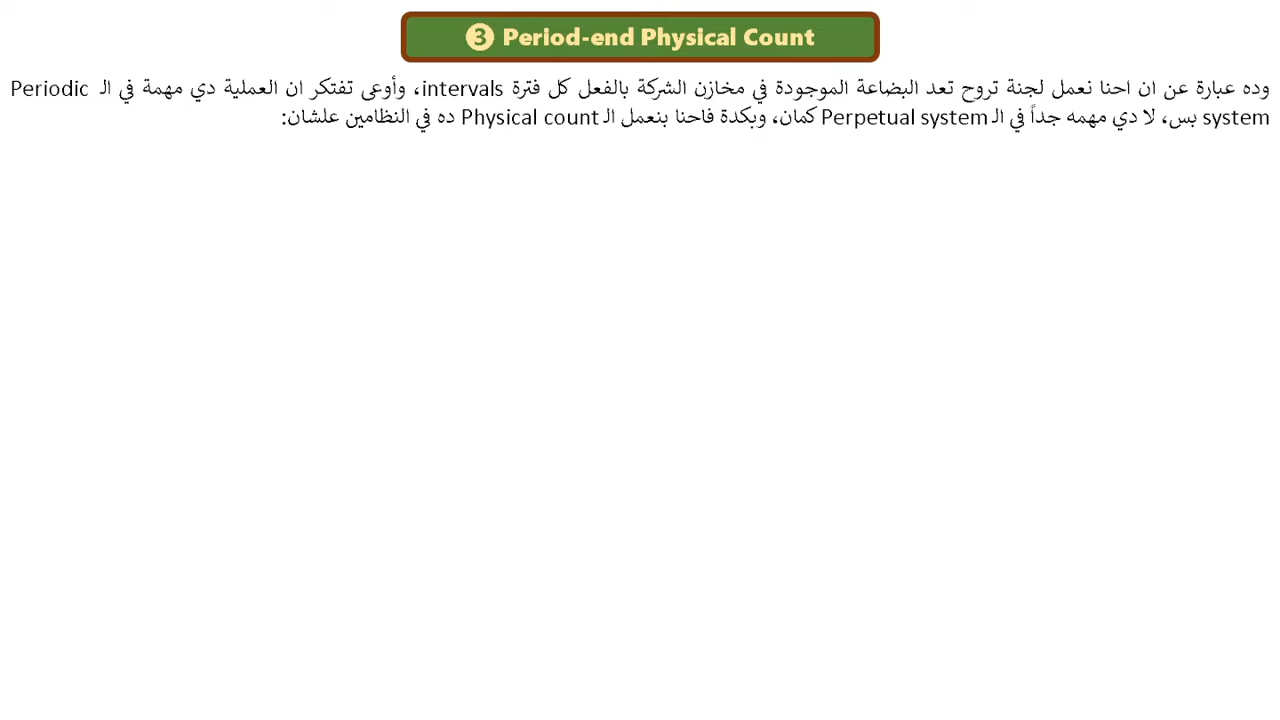 ❸ Period-end Physical Count
وده عبارة عن ان احنا نعمل لجنة تروح تعد البضاعة الموجودة في مخازن الشركة بالفعل كل فترة intervals، وأوعى تفتكر ان العملية دي مهمة في الـ Periodic
system بس، لا دي مهمه جداً في الـ Perpetual system كمان، وبكدة فاحنا بنعمل الـ Physical count ده في النظامين علشان: